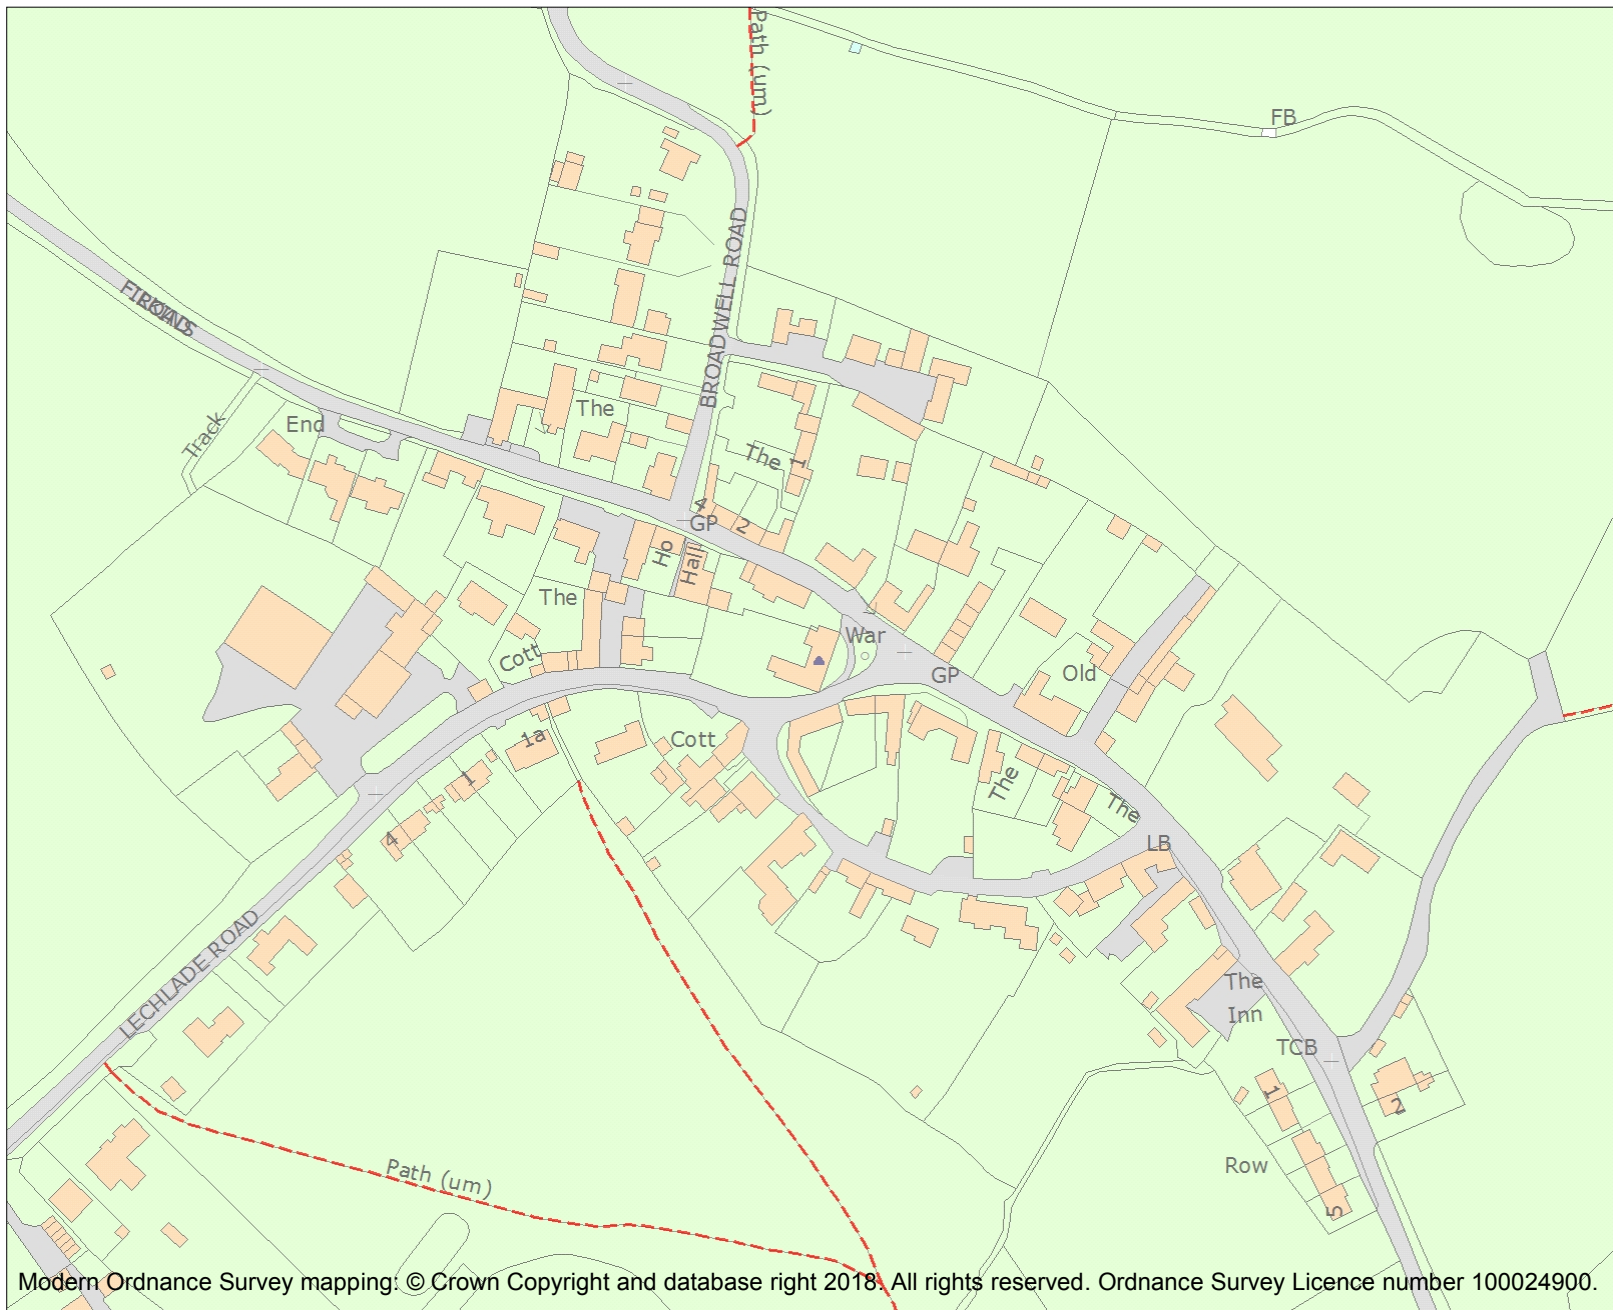 Path (um)
FB
BROADWELL ROAD
Track
End
The
The
1
4
GP
2
Ho
Hall
The
War
Cott
GP
Old
1a
Cott
The
The
1
4
LB
LECHLADE ROAD
The
Inn
TCB
1
2
Path (um)
Row
5
Modern Ordnance Survey mapping: © Crown Copyright and database right 2018. All rights reserved. Ordnance Survey Licence number 100024900.